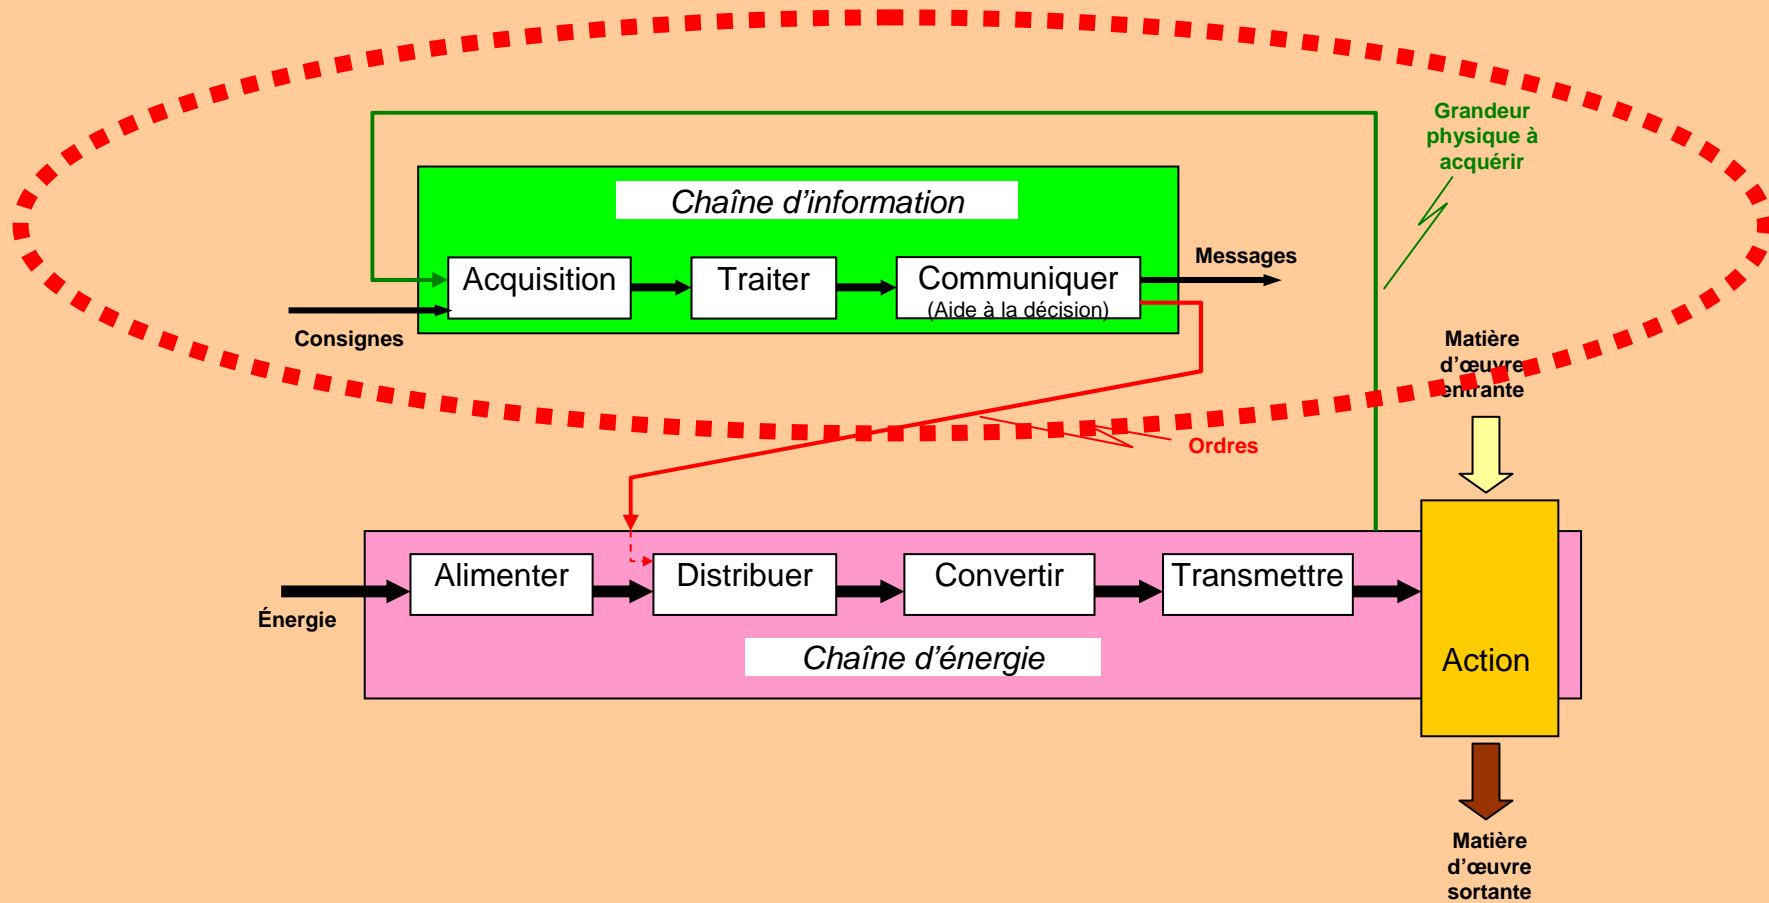 Grandeur
physique à
acquérir
Chaîne d’information
Acquisition
Traiter
Communiquer
(Aide à la décision)
Messages
Consignes
Matière
d’œuvre
entrante
Ordres
Alimenter
Distribuer
Convertir
Transmettre
Énergie
Chaîne d’énergie
Action
Matière
d’œuvre
sortante